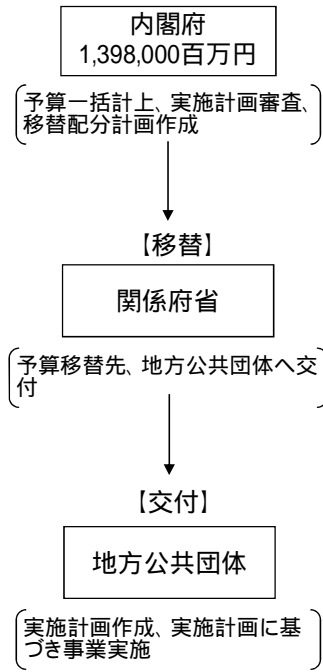 内閣府
1,398,000百万円
予算一括計上、実施計画審査、
移替配分計画作成
【移替】
関係府省
予算移替先、地方公共団体へ交
付
【交付】
地方公共団体
実施計画作成、実施計画に基
づき事業実施